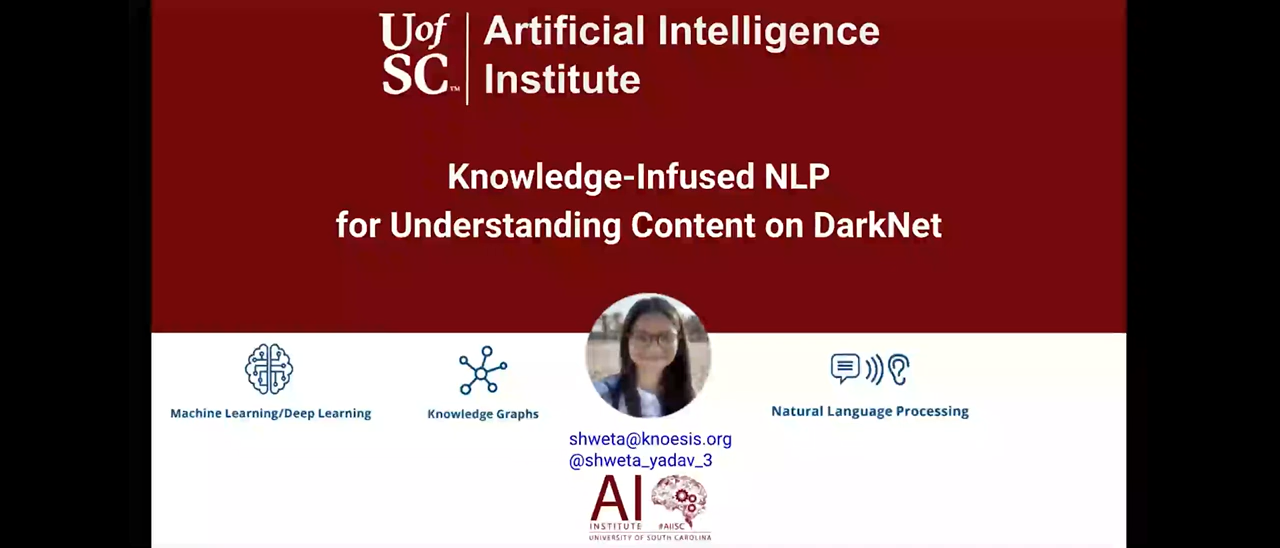 UofSC™
Artificial Intelligence
Institute
Knowledge-Infused NLP
for Understanding Content on DarkNet
Machine Learning/Deep Learning
Knowledge Graphs
Natural Language Processing
shweta@knoesis.org
@shweta_yadav_3
AI
INSTITUTE #AIISC
UNIVERSITY OF SOUTH CAROLINA